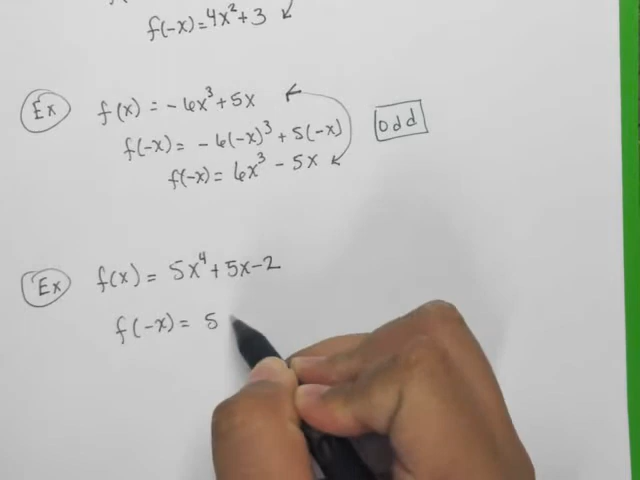 f(-x)=4x²+3
Ex f(x) = -6x³+5x
f(-x) = -6(-x)³ + 5(-x) odd
f(-x) = 6x³ - 5x
Ex f(x) = 5x⁴+5x-2
f(-x) = 5